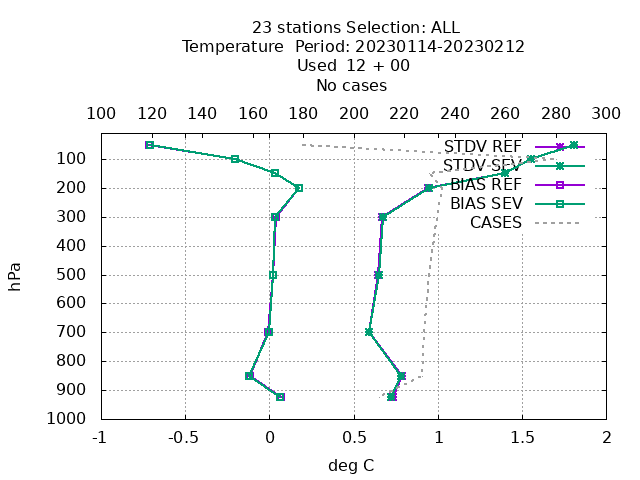 23 stations Selection: ALL
Temperature  Period: 20230114-20230212
Used  12 + 00
No cases
100 120 140 160 180 200 220 240 260 280 300
STDV REF
STDV SEV
BIAS REF
BIAS SEV
CASES
100
200
300
400
500
600
700
800
900
1000
hPa
-1 -0.5 0 0.5 1 1.5 2
deg C